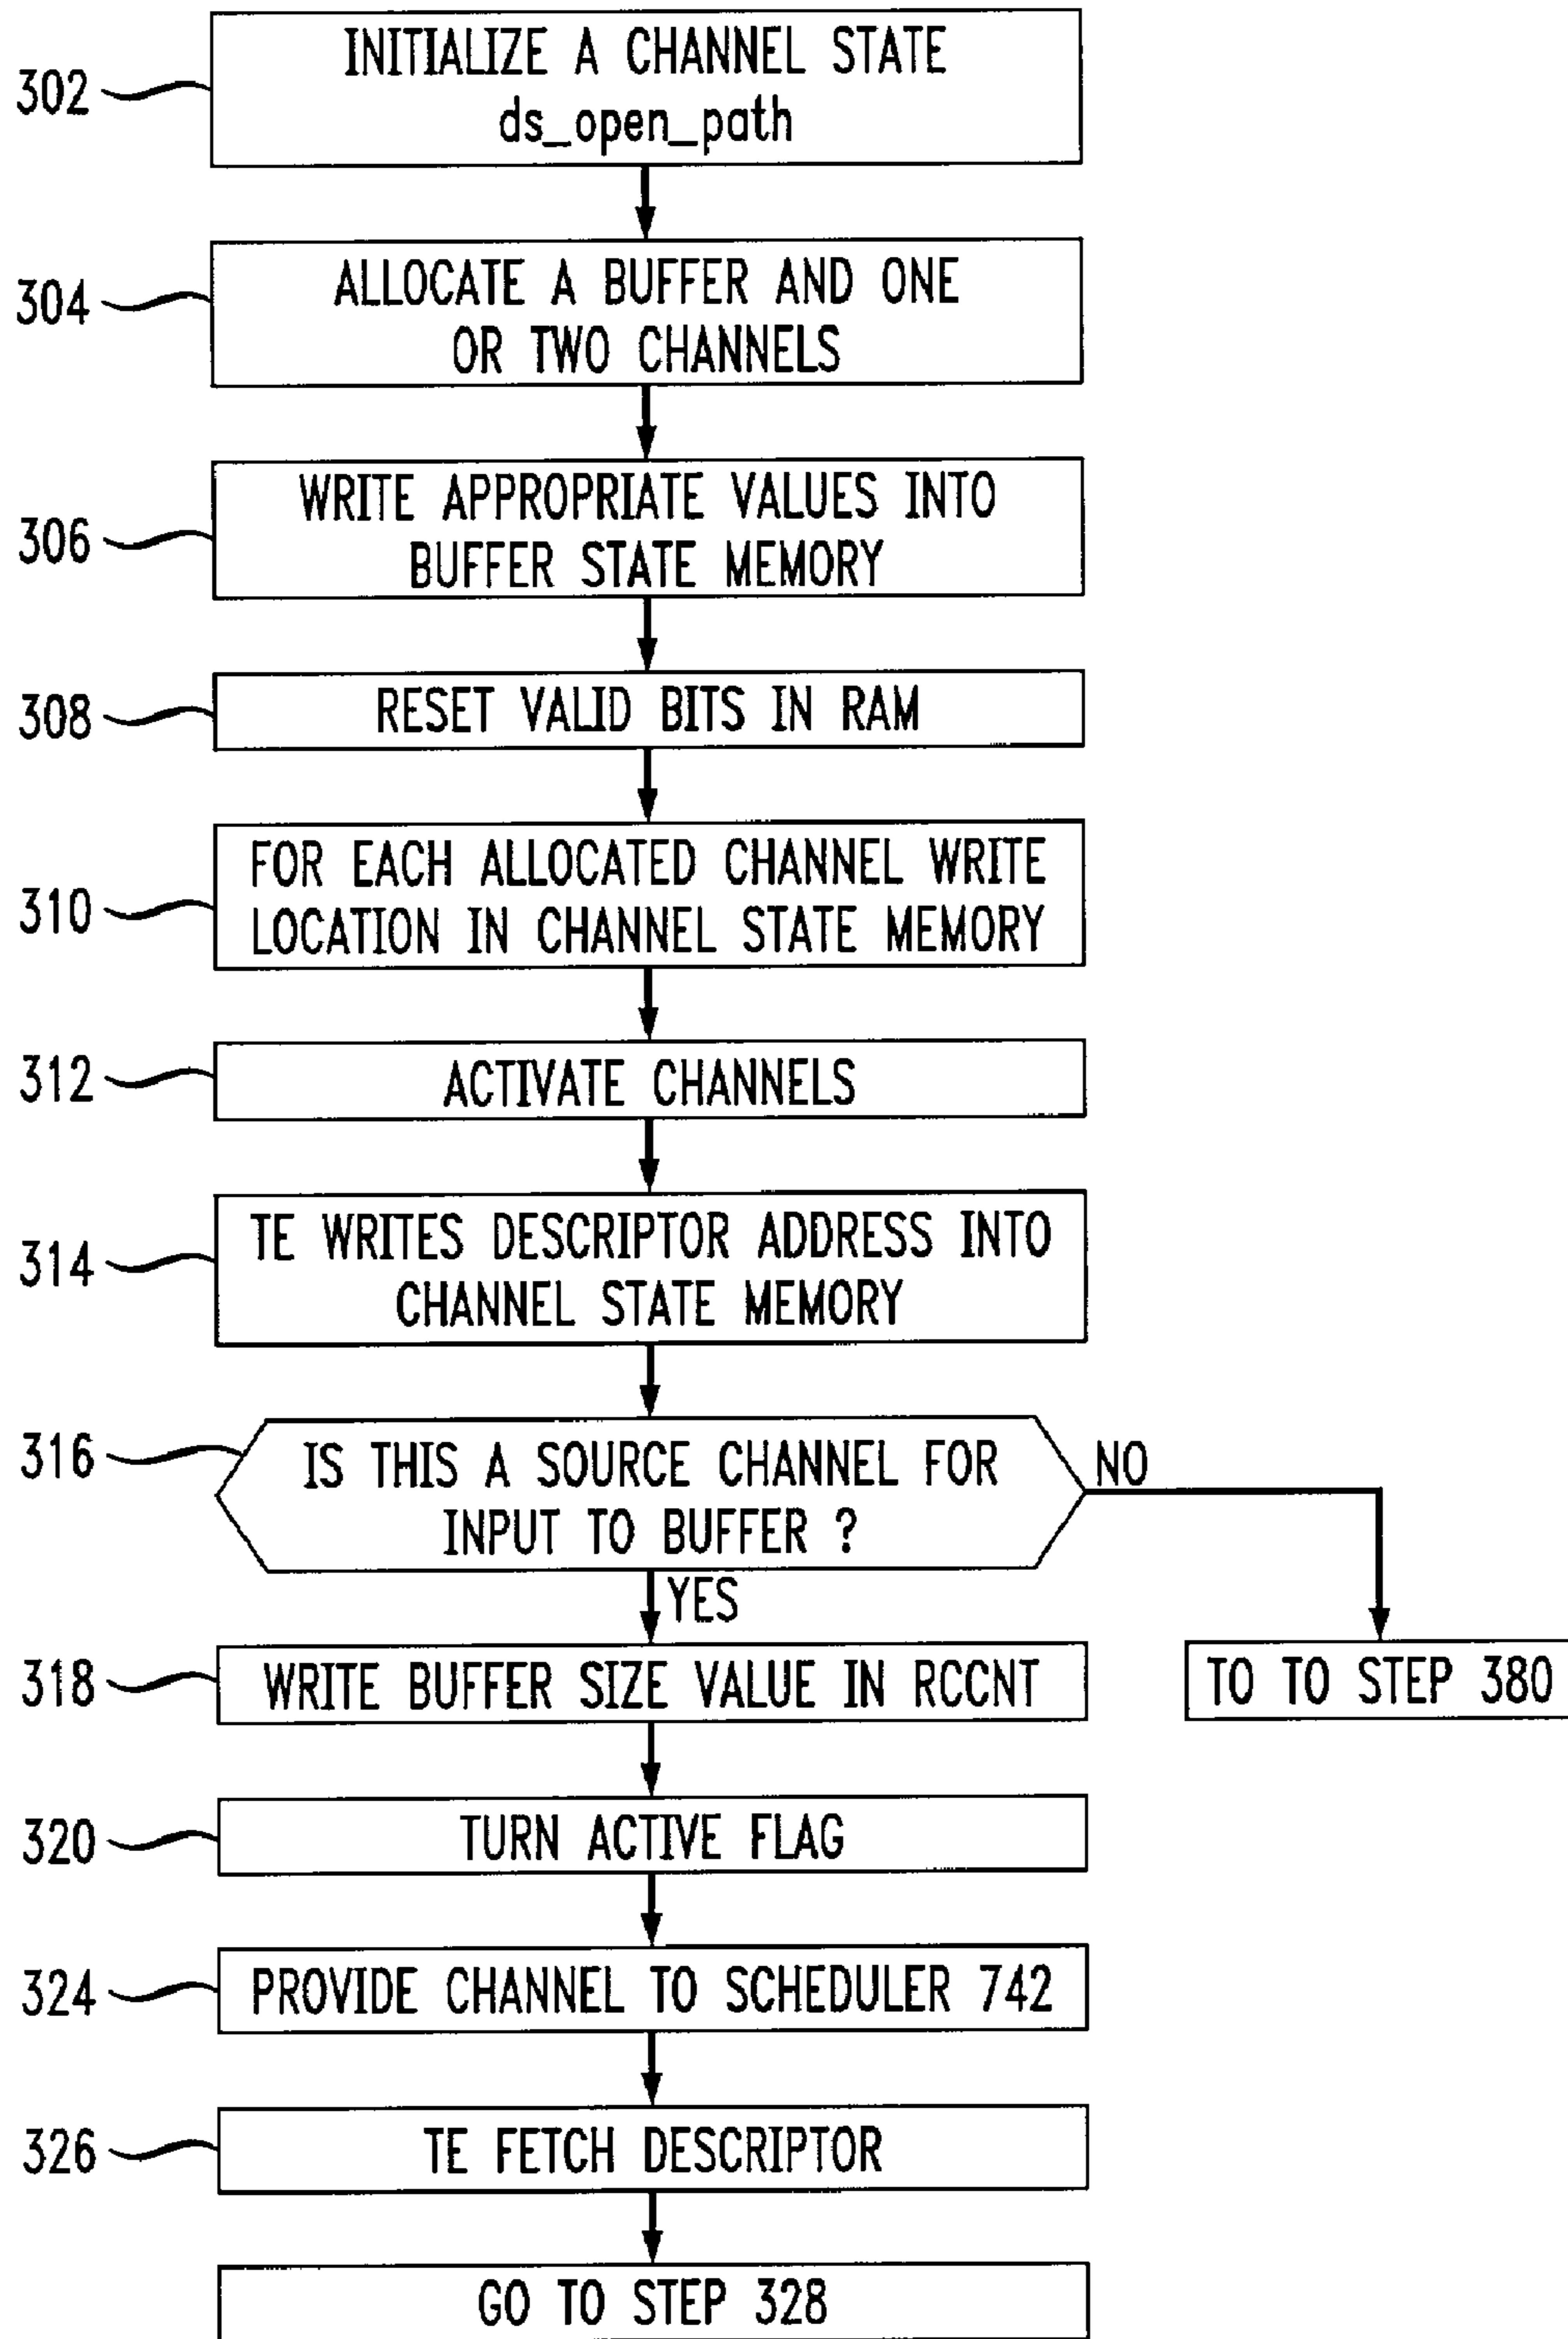 302
INITIALIZE A CHANNEL STATE
ds_open_path
304
ALLOCATE A BUFFER AND ONE
OR TWO CHANNELS
306
WRITE APPROPRIATE VALUES INTO
BUFFER STATE MEMORY
308
RESET VALID BITS IN RAM
310
FOR EACH ALLOCATED CHANNEL WRITE
LOCATION IN CHANNEL STATE MEMORY
312
ACTIVATE CHANNELS
314
TE WRITES DESCRIPTOR ADDRESS INTO
CHANNEL STATE MEMORY
316
IS THIS A SOURCE CHANNEL FOR
INPUT TO BUFFER ?
NO
YES
318
WRITE BUFFER SIZE VALUE IN RCCNT
TO TO STEP 380
320
TURN ACTIVE FLAG
324
PROVIDE CHANNEL TO SCHEDULER 742
326
TE FETCH DESCRIPTOR
GO TO STEP 328